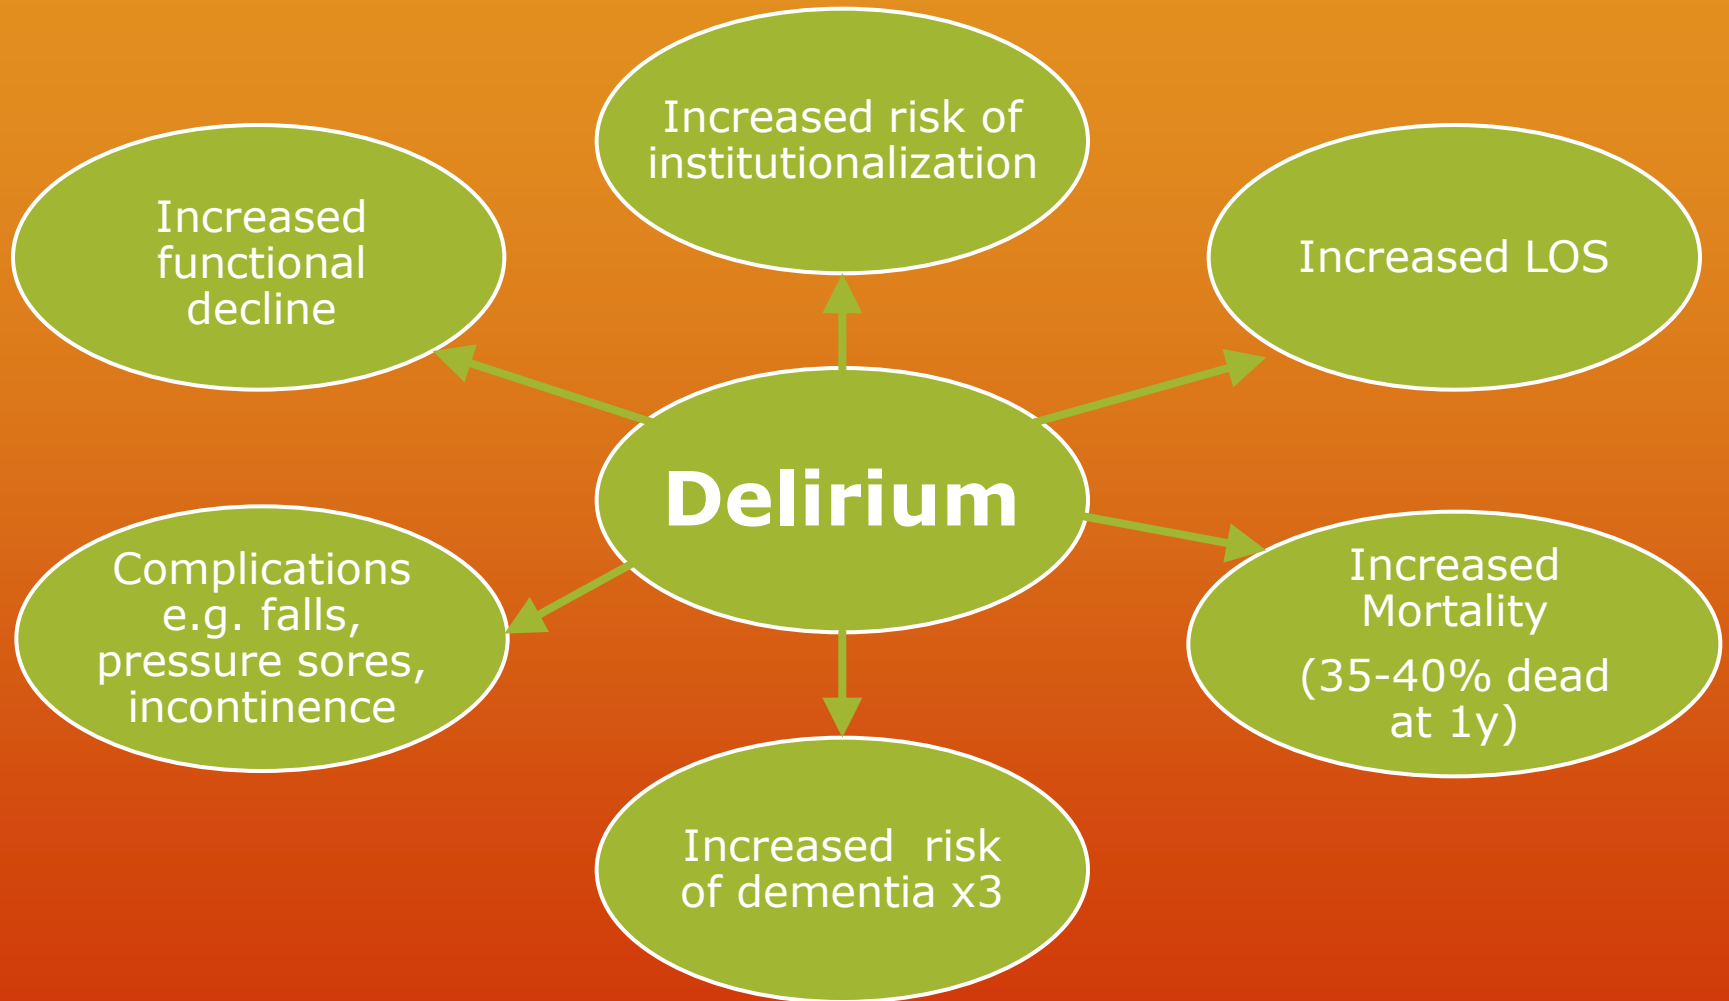 Increased risk of
institutionalization
Increased
functional
decline
Increased LOS
Delirium
Complications
e.g. falls,
pressure sores,
incontinence
Increased
Mortality
(35-40% dead
at 1y)
Increased  risk
of dementia x3